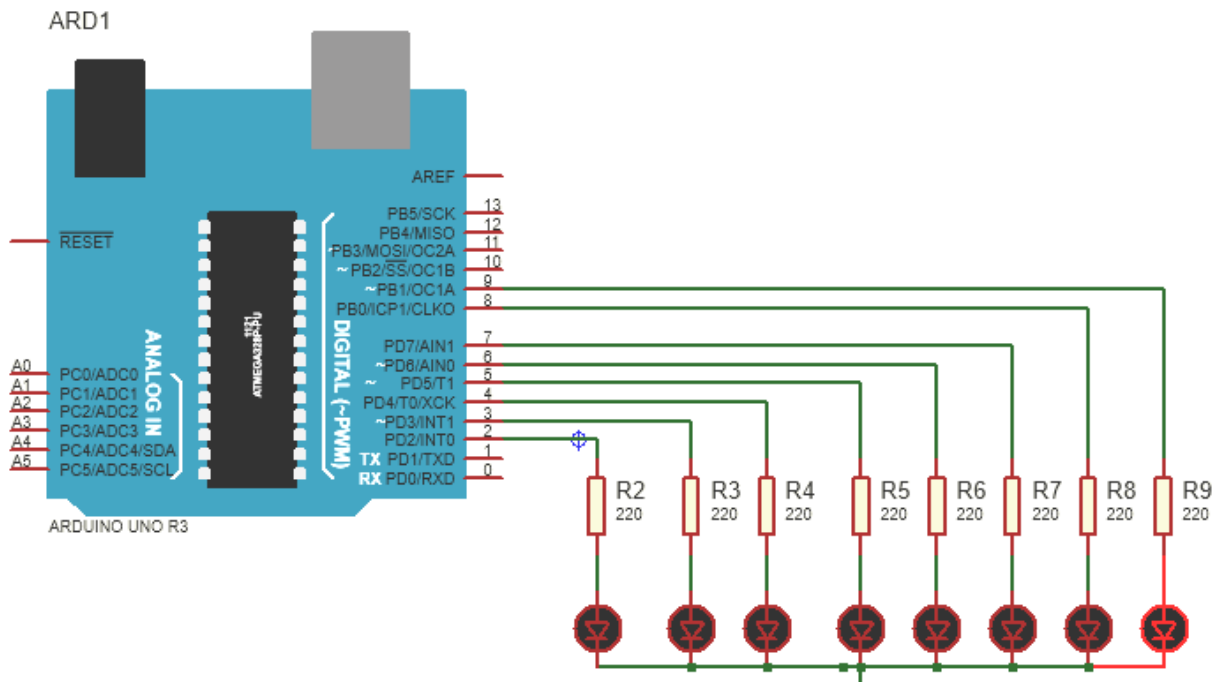 ARD1
AREF
RESET
PB5/SCK 13
PB4/MISO 12
PB3/MOSI/OC2A 11
~PB2/SS/OC1B 10
~PB1/OC1A 9
PB0/ICP1/CLKO 8
PD7/AIN1 7
~PD6/AIN0 6
~PD5/T1 5
PD4/T0/XCK 4
~PD3/INT1 3
PD2/INT0 2
TX PD1/TXD 1
RX PD0/RXD 0
DIGITAL (~PWM)
ANALOG IN
1121
ATMEGA328P-PU
A0 PC0/ADC0
A1 PC1/ADC1
A2 PC2/ADC2
A3 PC3/ADC3
A4 PC4/ADC4/SDA
A5 PC5/ADC5/SCL
ARDUINO UNO R3
R2 R3 R4 R5 R6 R7 R8 R9
220 220 220 220 220 220 220 220